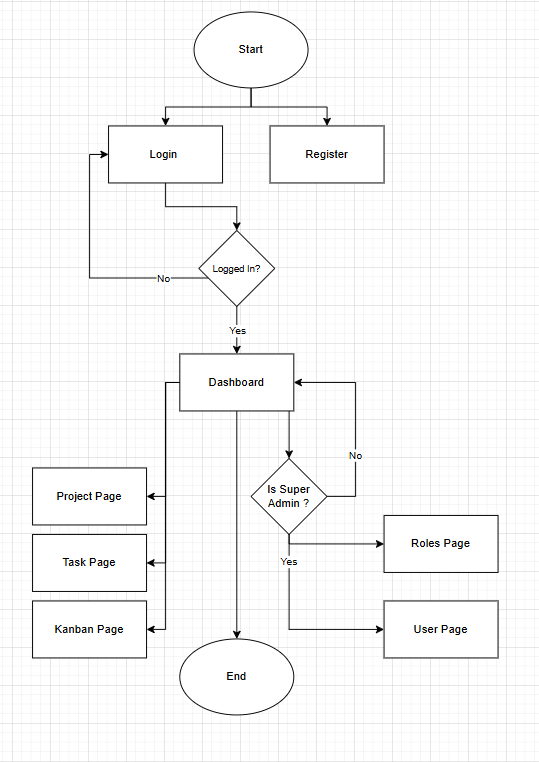 Start
Login
Register
Logged In?
No
Yes
Dashboard
No
Is Super
Admin ?
Project Page
Task Page
Kanban Page
Yes
Roles Page
User Page
End